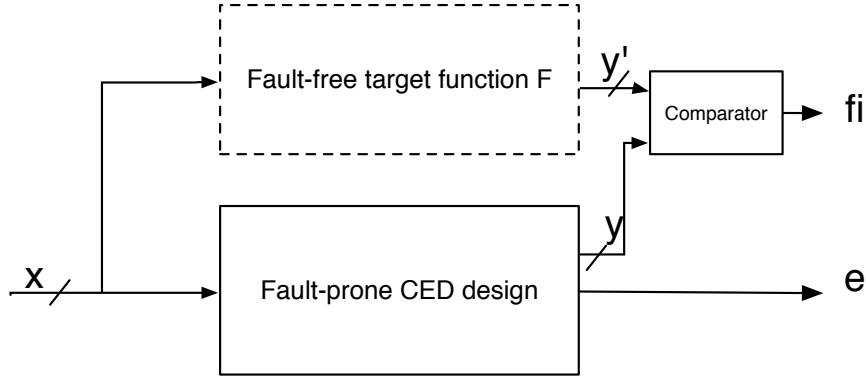 Fault-free target function F
y'
Comparator
fi
x
y
Fault-prone CED design
e